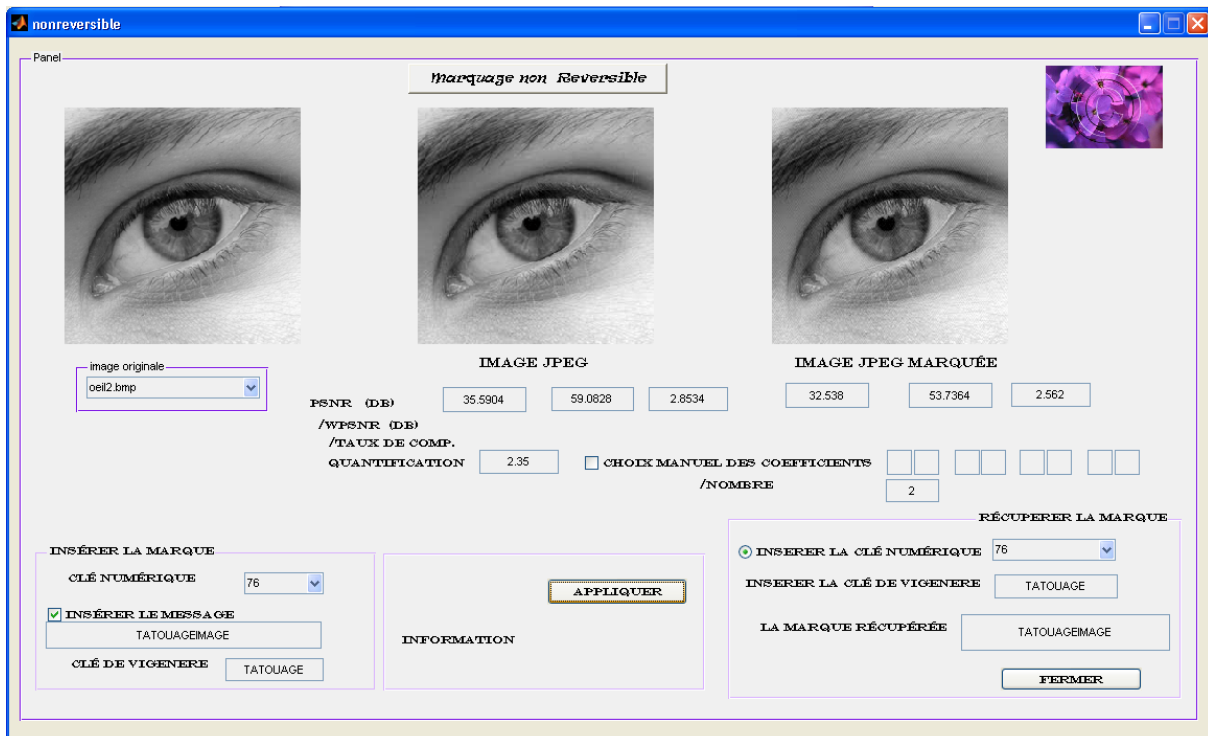 nonreversible
Panel
Marquage non Reversible
IMAGE JPEG
IMAGE JPEG MARQUÉE
image originale
oeil2.bmp
PSNR (DB)
35.5904
59.0828
2.8534
32.538
53.7364
2.562
/WPSNR (DB)
/TAUX DE COMP.
QUANTIFICATION
2.35
CHOIX MANUEL DES COEFFICIENTS
/NOMBRE
2
INSÉRER LA MARQUE
CLÉ NUMÉRIQUE
76
INSÉRER LE MESSAGE
TATOUAGEIMAGE
CLÉ DE VIGENERE
TATOUAGE
APPLIQUER
INFORMATION
RÉCUPERER LA MARQUE
INSERER LA CLÉ NUMÉRIQUE
76
INSERER LA CLÉ DE VIGENERE
TATOUAGE
LA MARQUE RÉCUPÉRÉE
TATOUAGEIMAGE
FERMER